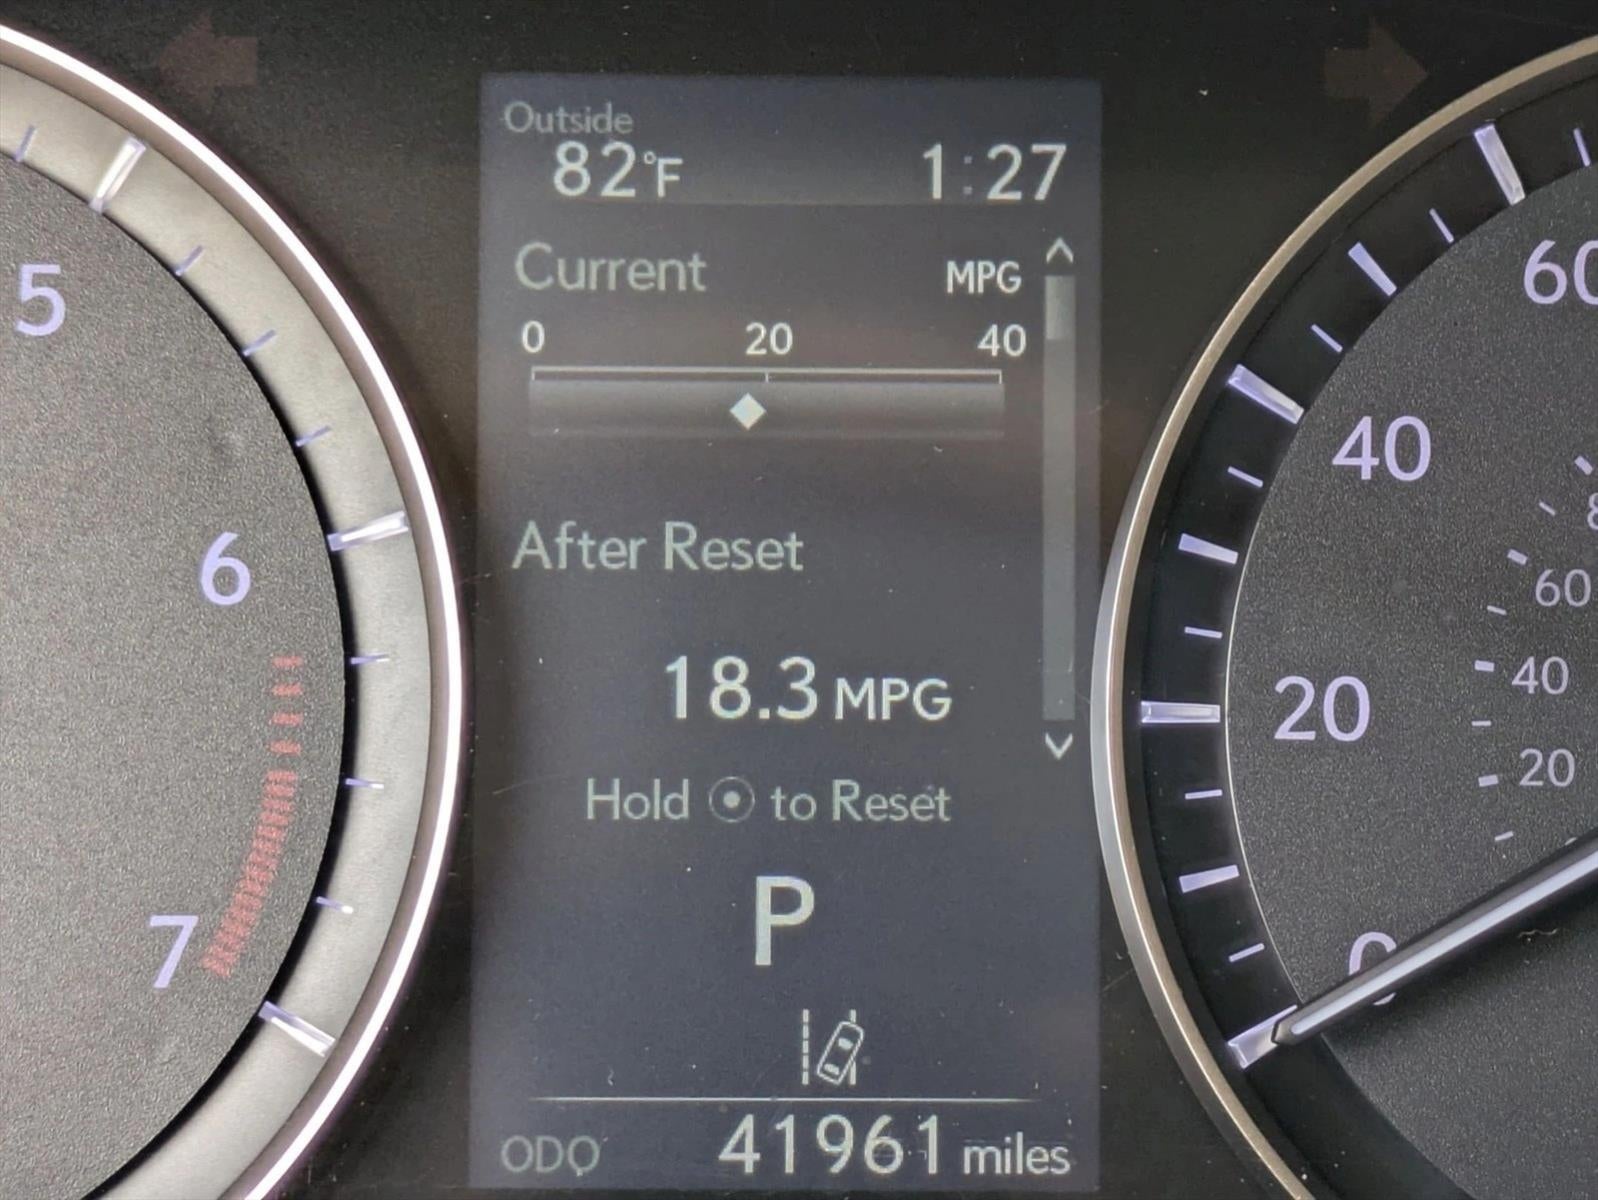 Outside
82°F 1:27
Current MPG
0 20 40
After Reset
18.3 MPG
Hold to Reset
P
ODO 41961 miles
5
6
7
60
40
20
0
60
40
20